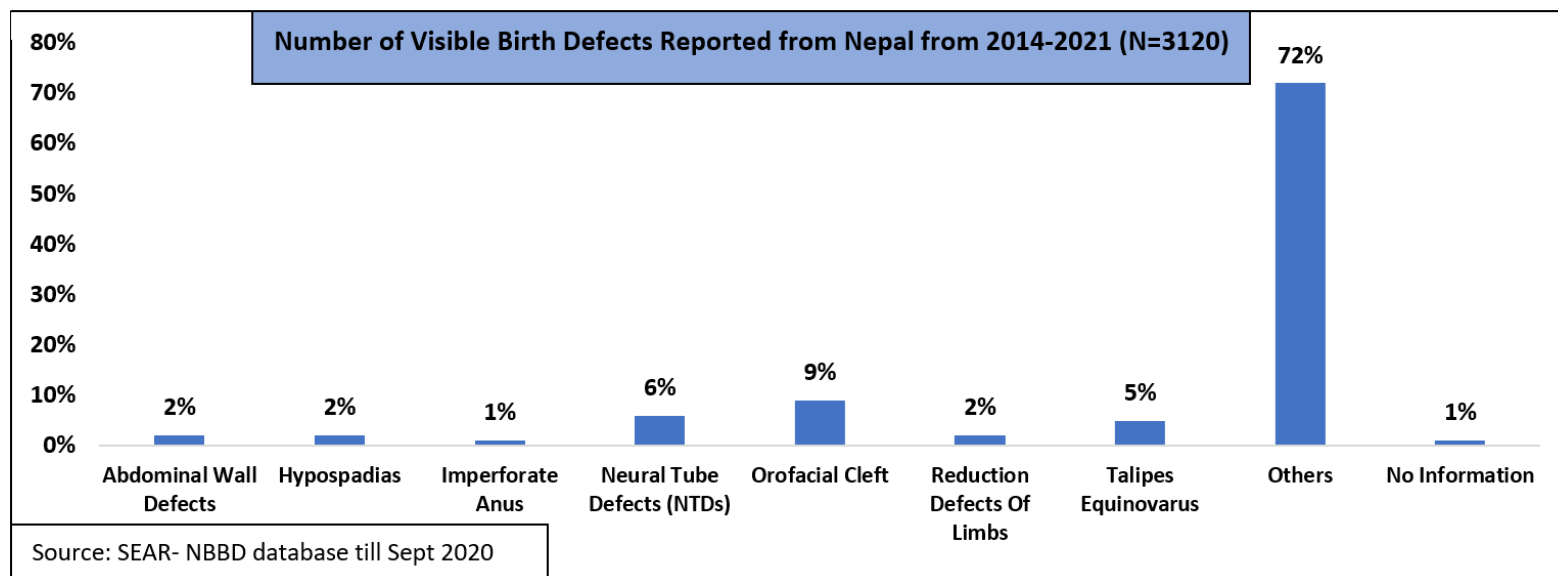 Number of Visible Birth Defects Reported from Nepal from 2014-2021 (N=3120)
80%
70%
60%
50%
40%
30%
20%
10%
0%
2%
2%
1%
6%
9%
2%
5%
72%
1%
Abdominal Wall
Defects
Hypospadias
Imperforate
Anus
Neural Tube
Defects (NTDs)
Orofacial Cleft
Reduction
Defects Of
Limbs
Talipes
Equinovarus
Others
No Information
Source: SEAR- NBBD database till Sept 2020